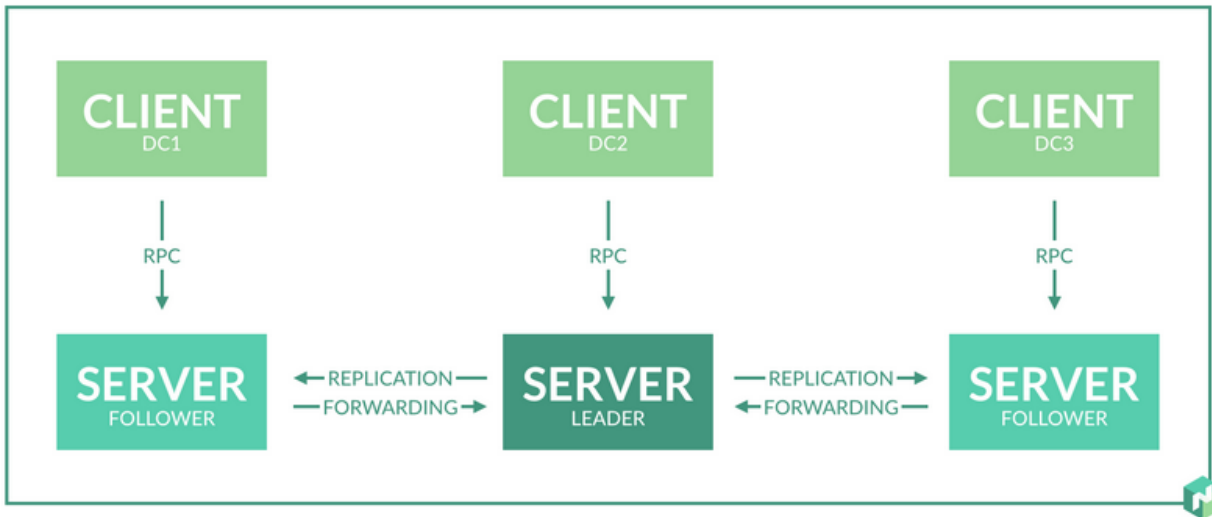 CLIENT
DC1
CLIENT
DC2
CLIENT
DC3
RPC
RPC
RPC
SERVER
FOLLOWER
REPLICATION
FORWARDING
SERVER
LEADER
REPLICATION
FORWARDING
SERVER
FOLLOWER